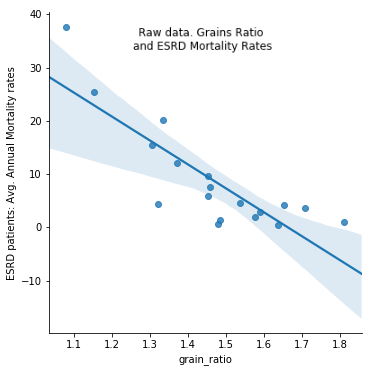 Raw data. Grains Ratio
and ESRD Mortality Rates
ESRD patients: Avg. Annual Mortality rates
40
30
20
10
0
−10
1.1 1.2 1.3 1.4 1.5 1.6 1.7 1.8
grain_ratio